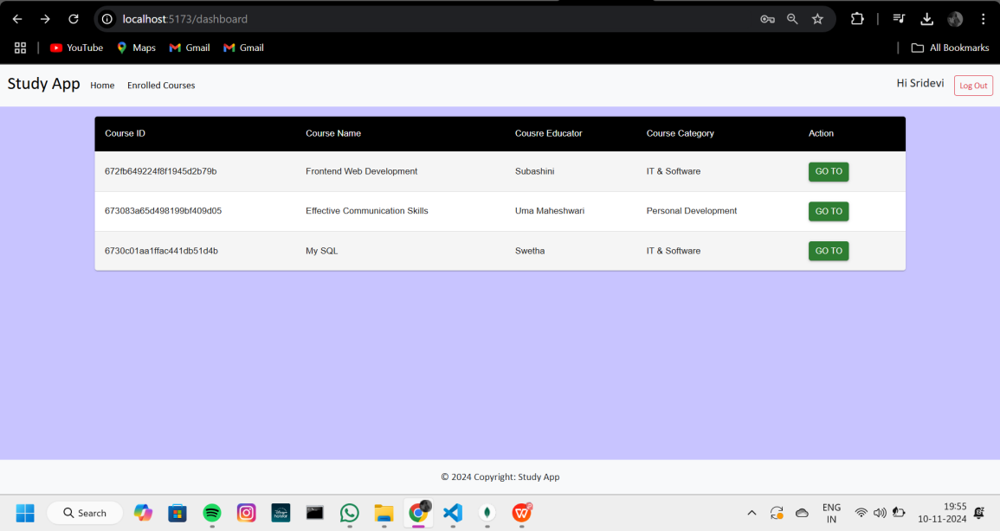 localhost:5173/dashboard
YouTube Maps Gmail Gmail All Bookmarks
Study App Home Enrolled Courses Hi Sridevi Log Out
Course ID Course Name Cousre Educator Course Category Action
672fb649224f8f1945d2b79b Frontend Web Development Subashini IT & Software GO TO
673083a65d498199bf409d05 Effective Communication Skills Uma Maheshwari Personal Development GO TO
6730c01aa1ffac441db51d4b My SQL Swetha IT & Software GO TO
© 2024 Copyright: Study App
Search ENG IN 19:55
10-11-2024